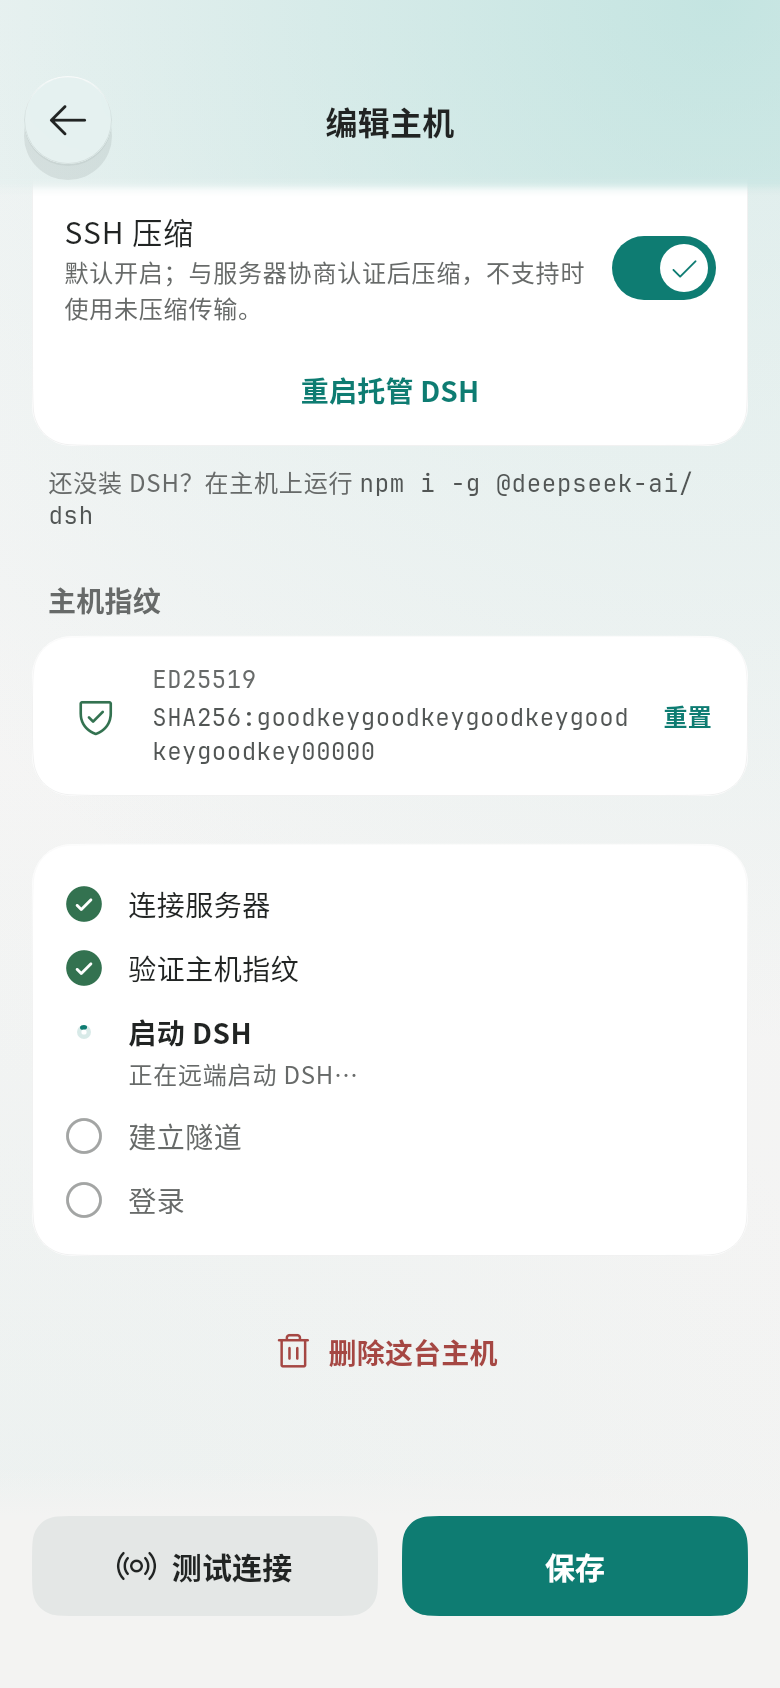 编辑主机
SSH 压缩
默认开启；与服务器协商认证后压缩，不支持时
使用未压缩传输。
重启托管 DSH
还没装 DSH？在主机上运行 npm i -g @deepseek-ai/
dsh
主机指纹
ED25519
SHA256:goodkeygoodkeygoodkeygood
keygoodkey00000
重置
连接服务器
验证主机指纹
启动 DSH
正在远端启动 DSH…
建立隧道
登录
删除这台主机
测试连接
保存